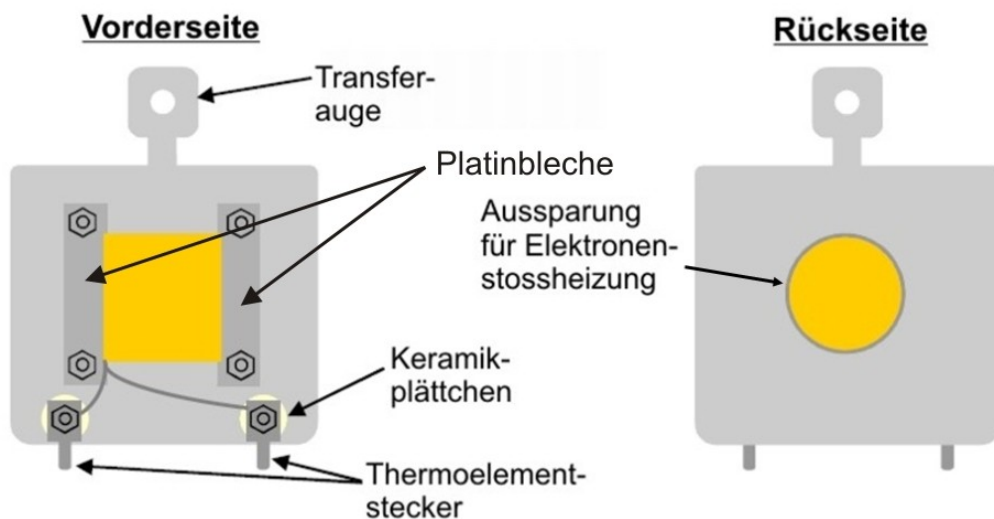 Vorderseite
Rückseite
Transfer-
auge
Platinbleche
Aussparung
für Elektronen-
stossheizung
Keramik-
plättchen
Thermoelement-
stecker